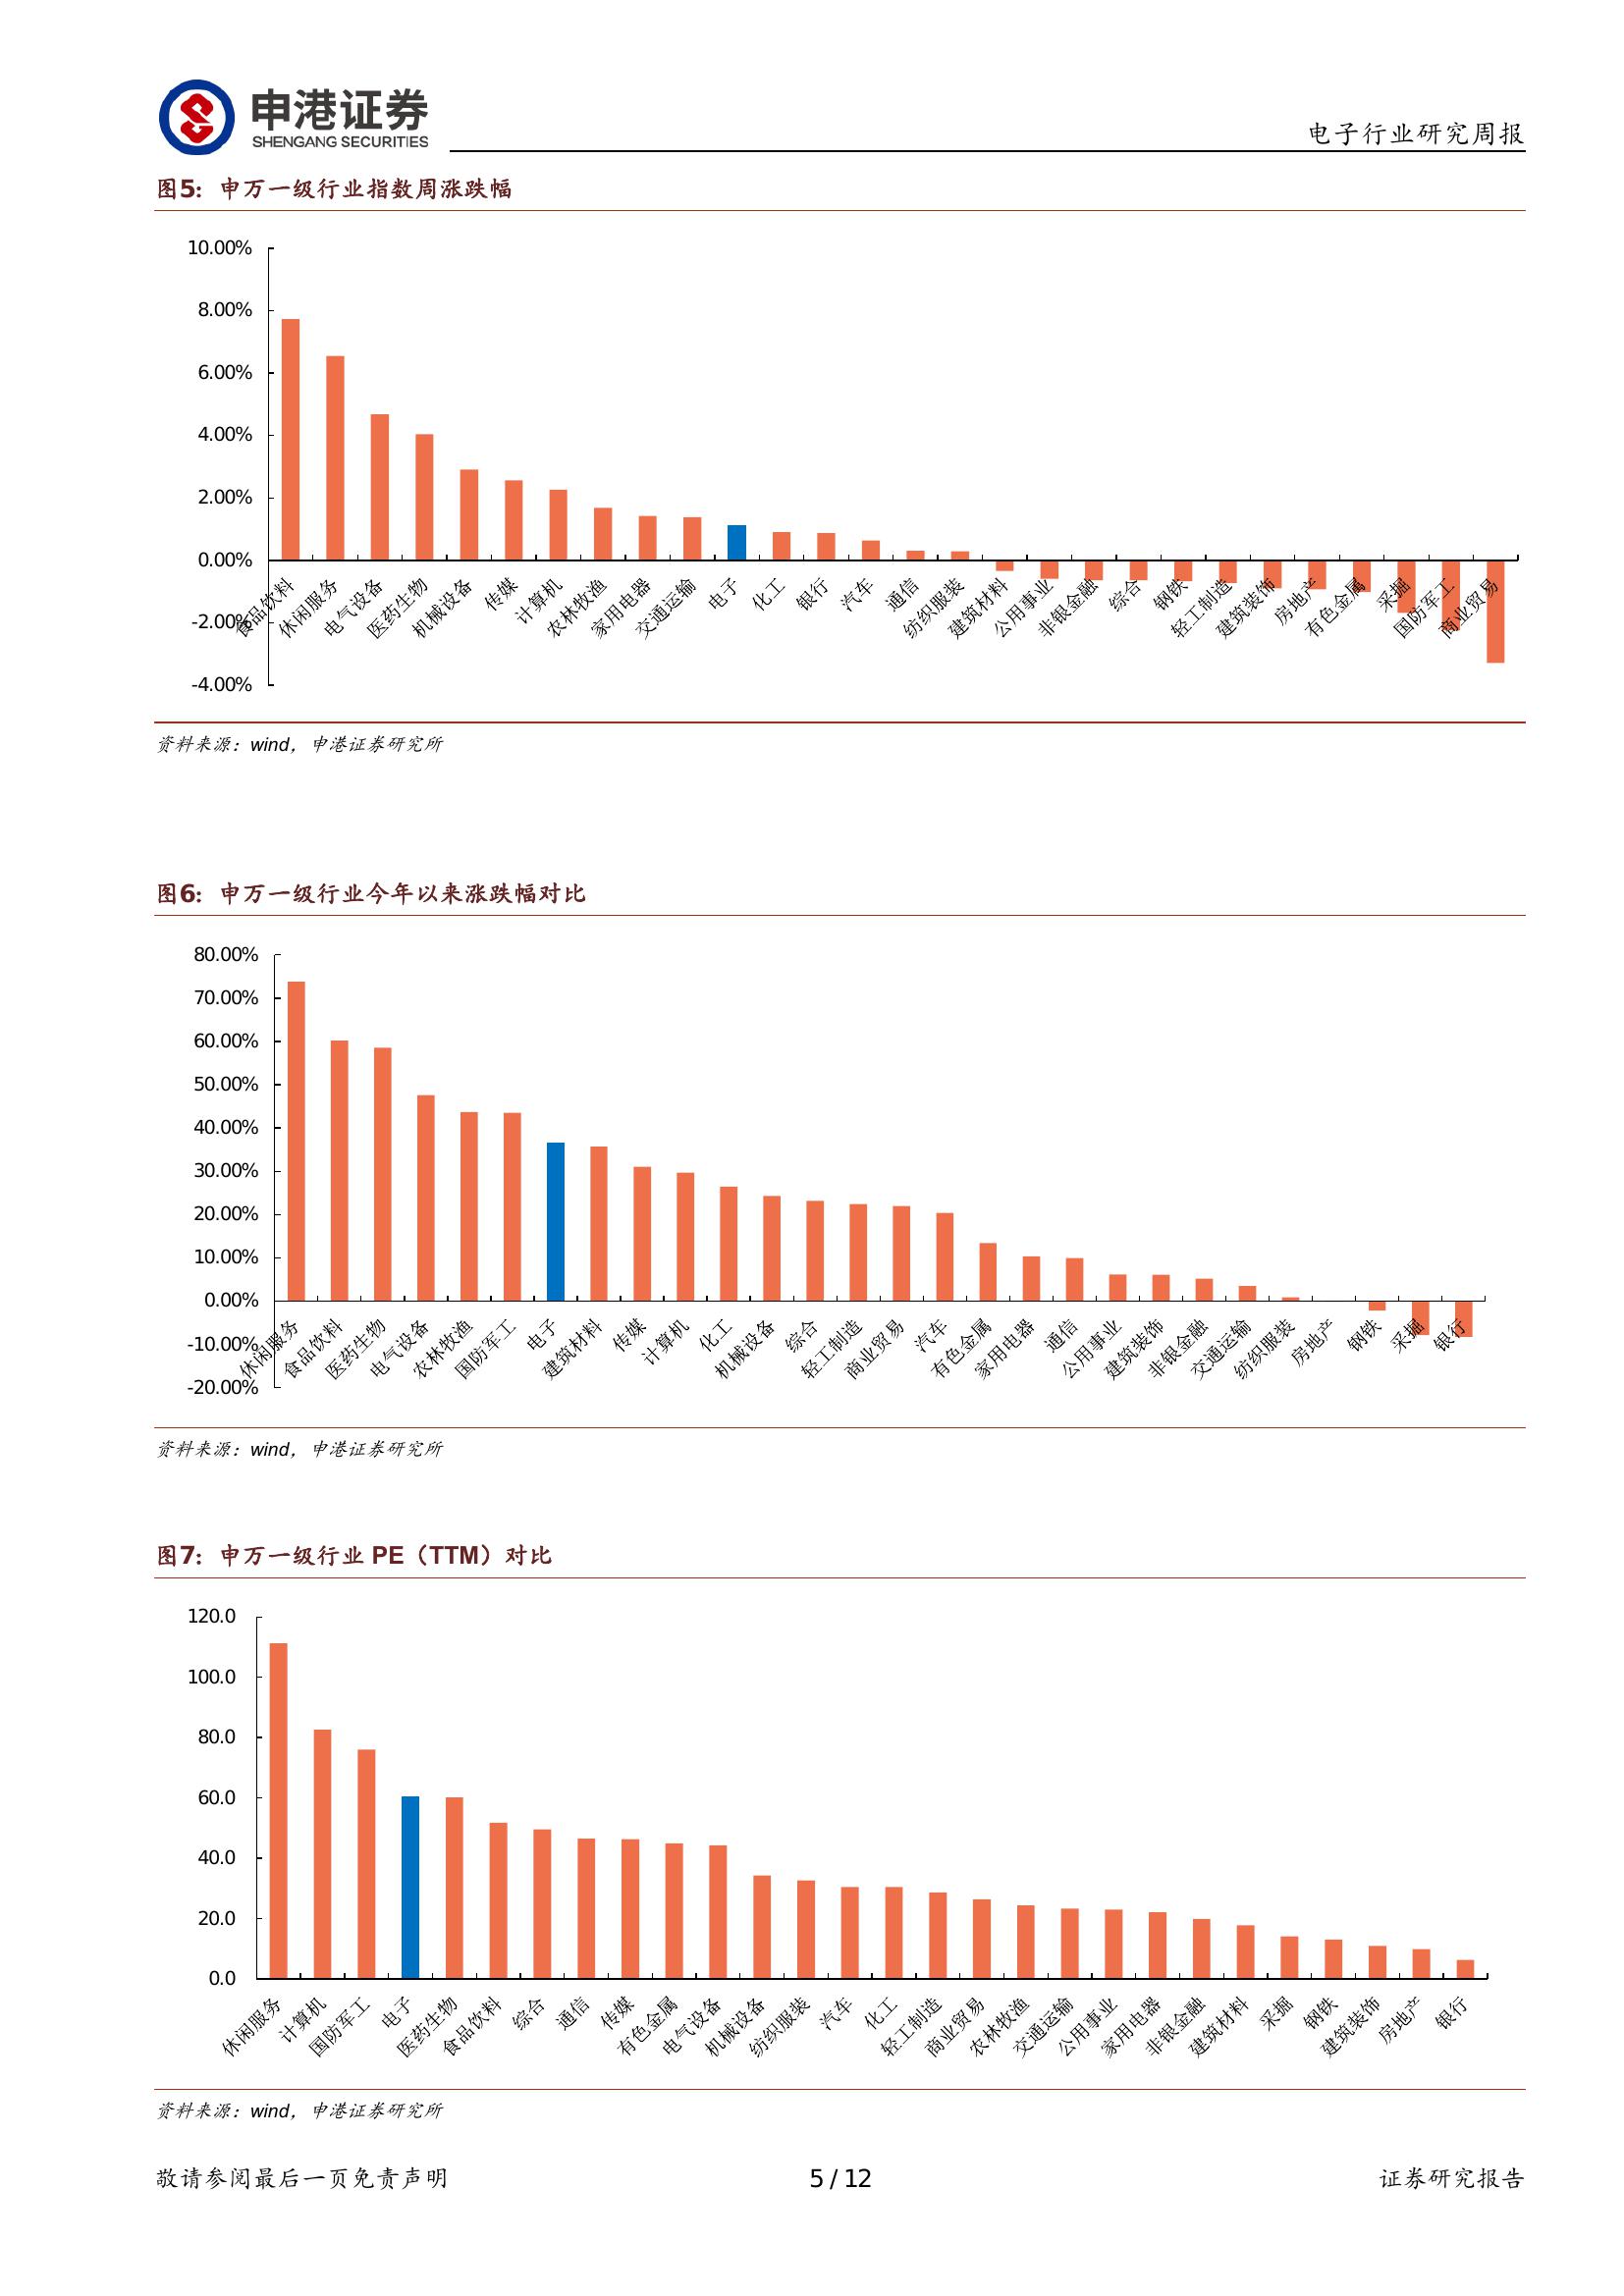 申港证券
SHENGANG SECURITIES
电子行业研究周报
图5：申万一级行业指数周涨跌幅
10.00%
8.00%
6.00%
4.00%
2.00%
0.00%
-2.00%
-4.00%
食品饮料 休闲服务 电气设备 医药生物 机械设备 传媒 计算机 农林牧渔 家用电器 交通运输 电子 化工 银行 汽车 通信 纺织服装 建筑材料 公用事业 非银金融 综合 钢铁 轻工制造 建筑装饰 房地产 有色金属 采掘 国防军工 商业贸易
资料来源：wind，申港证券研究所
图6：申万一级行业今年以来涨跌幅对比
80.00%
70.00%
60.00%
50.00%
40.00%
30.00%
20.00%
10.00%
0.00%
-10.00%
-20.00%
休闲服务 食品饮料 医药生物 电气设备 农林牧渔 国防军工 电子 建筑材料 传媒 计算机 化工 机械设备 综合 轻工制造 商业贸易 汽车 有色金属 家用电器 通信 公用事业 建筑装饰 非银金融 交通运输 纺织服装 房地产 钢铁 采掘 银行
资料来源：wind，申港证券研究所
图7：申万一级行业 PE（TTM）对比
120.0
100.0
80.0
60.0
40.0
20.0
0.0
休闲服务 计算机 国防军工 电子 医药生物 食品饮料 综合 通信 传媒 有色金属 电气设备 机械设备 纺织服装 汽车 化工 轻工制造 商业贸易 农林牧渔 交通运输 公用事业 家用电器 非银金融 建筑材料 采掘 钢铁 建筑装饰 房地产 银行
资料来源：wind，申港证券研究所
敬请参阅最后一页免责声明
5 / 12
证券研究报告